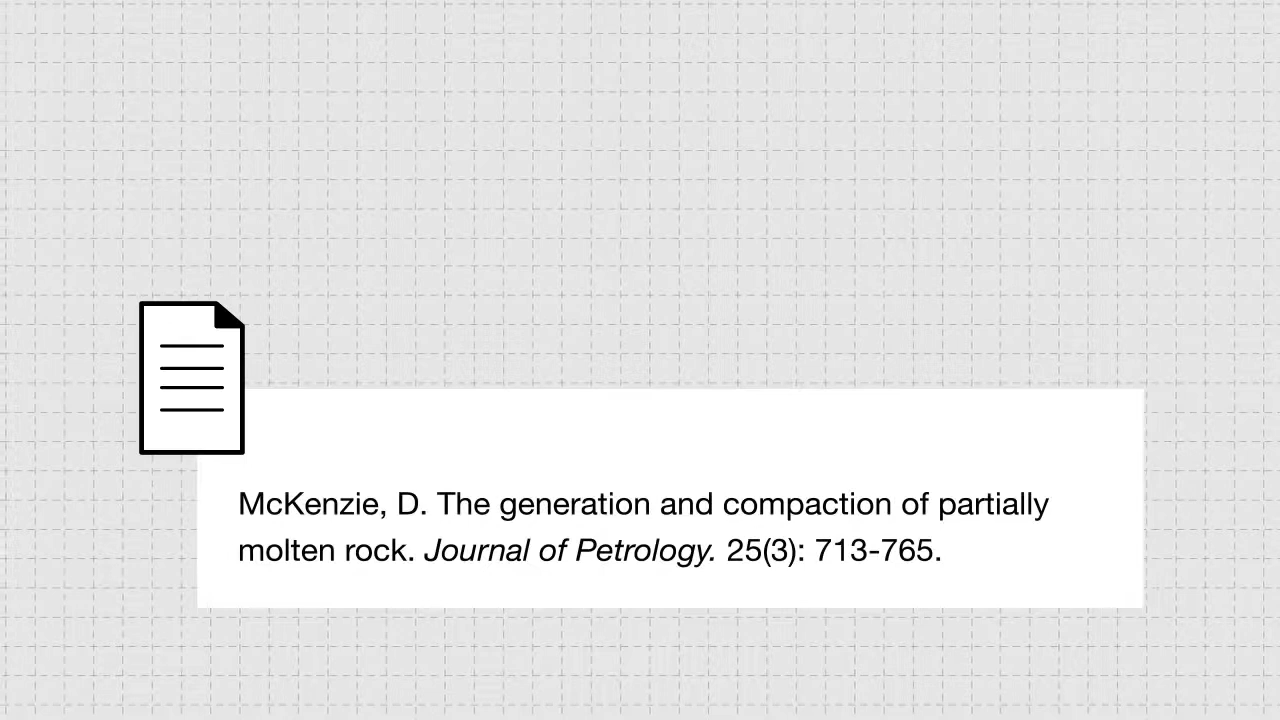 McKenzie, D. The generation and compaction of partially
molten rock. Journal of Petrology. 25(3): 713-765.